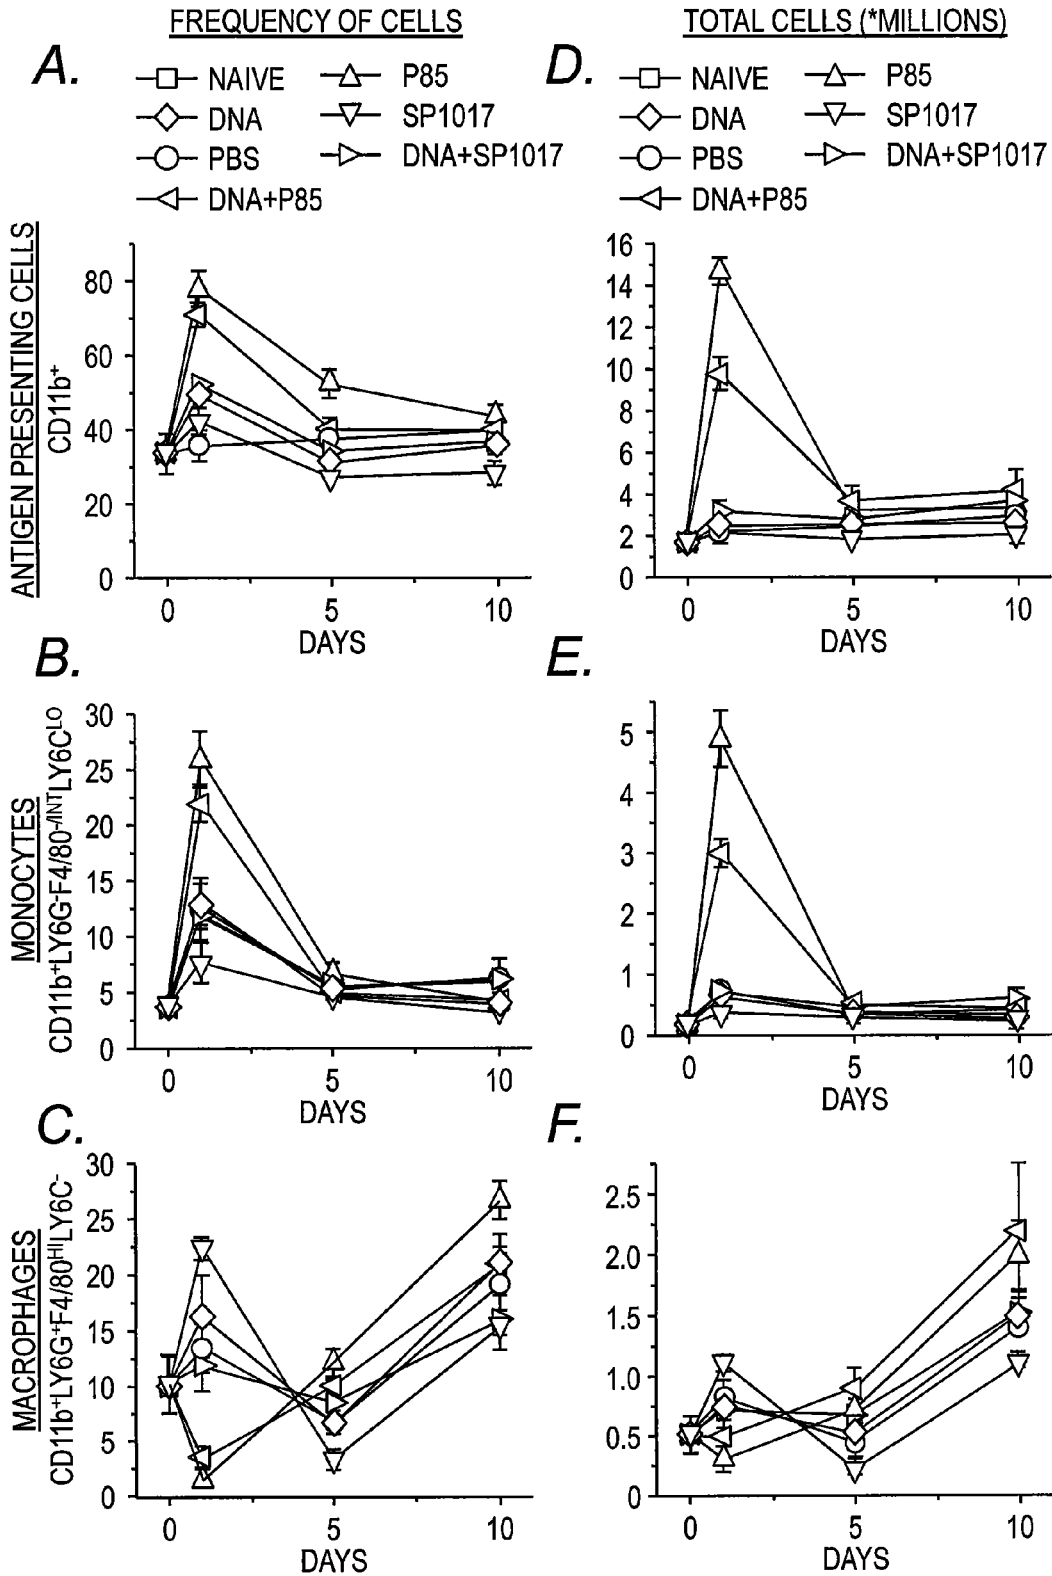 FREQUENCY OF CELLS
TOTAL CELLS (*MILLIONS)
A.
NAIVE
P85
DNA
SP1017
PBS
DNA+SP1017
DNA+P85
ANTIGEN PRESENTING CELLS
CD11b+
80
60
40
20
0
0 5 10
DAYS
D.
NAIVE
P85
DNA
SP1017
PBS
DNA+SP1017
DNA+P85
16
14
12
10
8
6
4
2
0
0 5 10
DAYS
B.
MONOCYTES
CD11b+LY6G-F4/80-/INTLY6CLO
30
25
20
15
10
5
0
0 5 10
DAYS
E.
5
4
3
2
1
0
0 5 10
DAYS
C.
MACROPHAGES
CD11b+LY6G+F4/80HILY6C-
30
25
20
15
10
5
0
0 5 10
DAYS
F.
2.5
2.0
1.5
1.0
0.5
0
0 5 10
DAYS